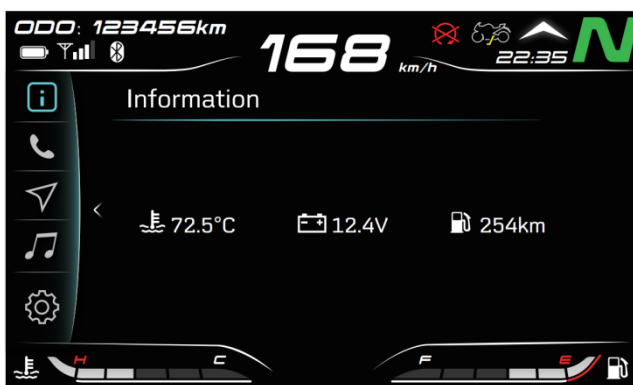 ODO: 123456km
168 km/h
22:35
N
Information
72.5°C
12.4V
254km
H C
F E